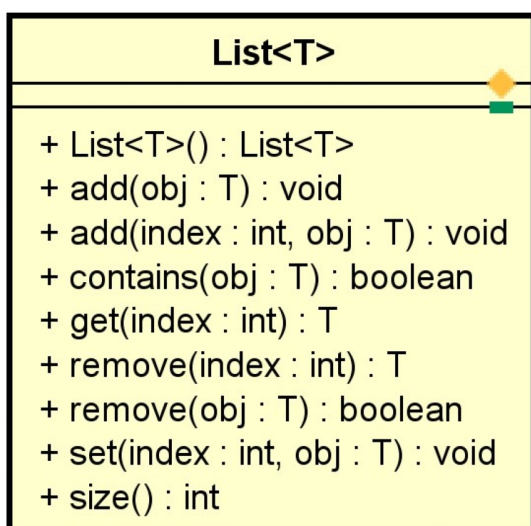 List<T>
+ List<T>() : List<T>
+ add(obj : T) : void
+ add(index : int, obj : T) : void
+ contains(obj : T) : boolean
+ get(index : int) : T
+ remove(index : int) : T
+ remove(obj : T) : boolean
+ set(index : int, obj : T) : void
+ size() : int